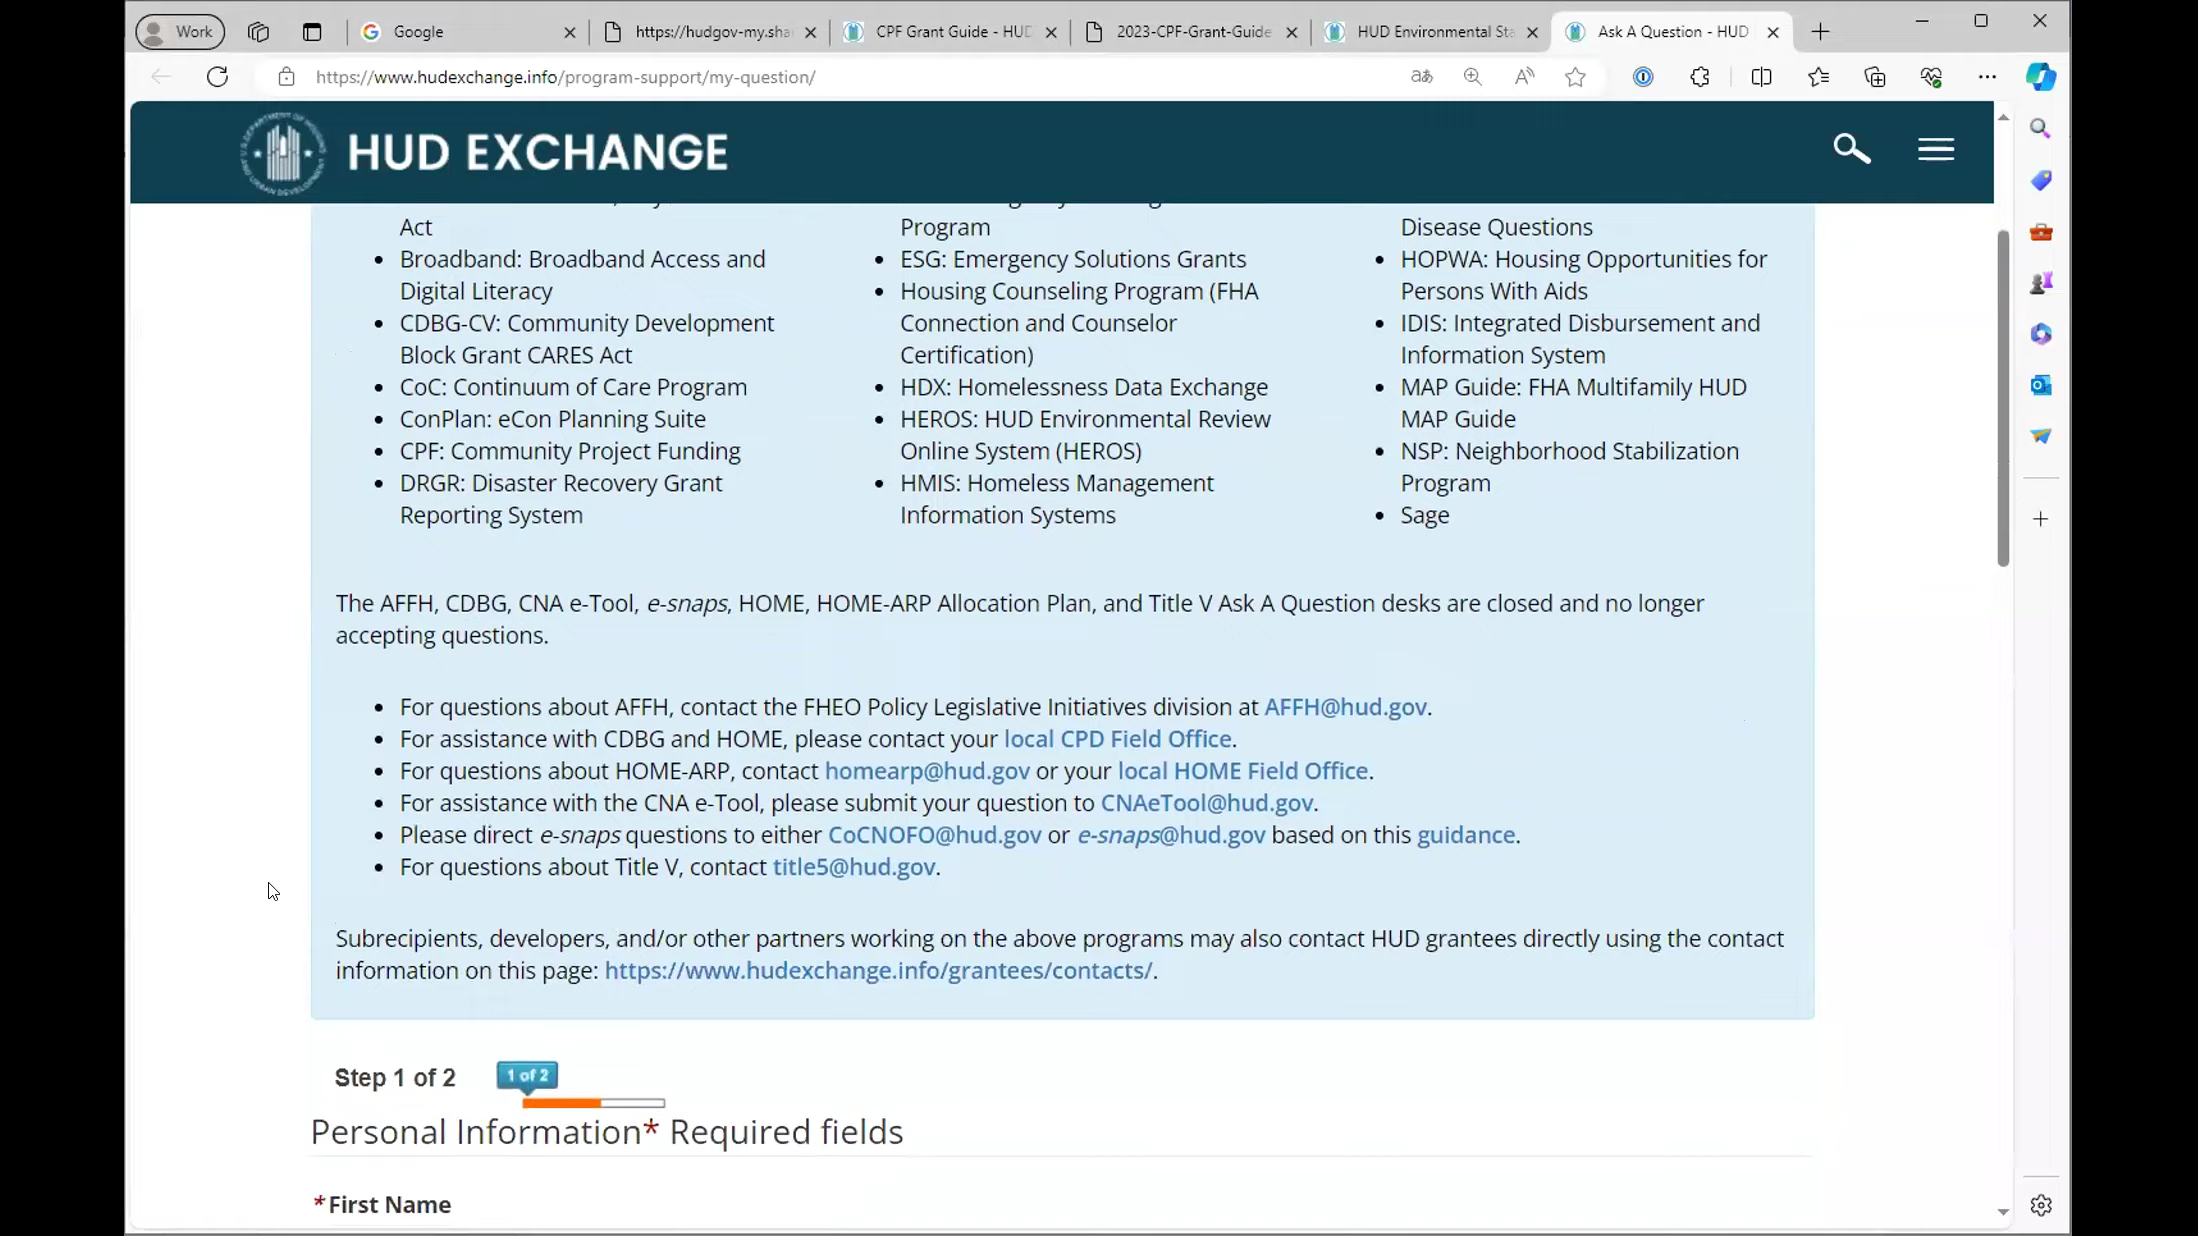 Work
Google
https://hudgov-my.sha
CPF Grant Guide - HUD
2023-CPF-Grant-Guide
HUD Environmental Sta
Ask A Question - HUD
https://www.hudexchange.info/program-support/my-question/
HUD EXCHANGE
Act
• Broadband: Broadband Access and
Digital Literacy
• CDBG-CV: Community Development
Block Grant CARES Act
• CoC: Continuum of Care Program
• ConPlan: eCon Planning Suite
• CPF: Community Project Funding
• DRGR: Disaster Recovery Grant
Reporting System
Program
• ESG: Emergency Solutions Grants
• Housing Counseling Program (FHA
Connection and Counselor
Certification)
• HDX: Homelessness Data Exchange
• HEROS: HUD Environmental Review
Online System (HEROS)
• HMIS: Homeless Management
Information Systems
Disease Questions
• HOPWA: Housing Opportunities for
Persons With Aids
• IDIS: Integrated Disbursement and
Information System
• MAP Guide: FHA Multifamily HUD
MAP Guide
• NSP: Neighborhood Stabilization
Program
• Sage
The AFFH, CDBG, CNA e-Tool, e-snaps, HOME, HOME-ARP Allocation Plan, and Title V Ask A Question desks are closed and no longer
accepting questions.
• For questions about AFFH, contact the FHEO Policy Legislative Initiatives division at AFFH@hud.gov.
• For assistance with CDBG and HOME, please contact your local CPD Field Office.
• For questions about HOME-ARP, contact homearp@hud.gov or your local HOME Field Office.
• For assistance with the CNA e-Tool, please submit your question to CNAeTool@hud.gov.
• Please direct e-snaps questions to either CoCNOFO@hud.gov or e-snaps@hud.gov based on this guidance.
• For questions about Title V, contact title5@hud.gov.
Subrecipients, developers, and/or other partners working on the above programs may also contact HUD grantees directly using the contact
information on this page: https://www.hudexchange.info/grantees/contacts/.
Step 1 of 2
1 of 2
Personal Information* Required fields
*First Name